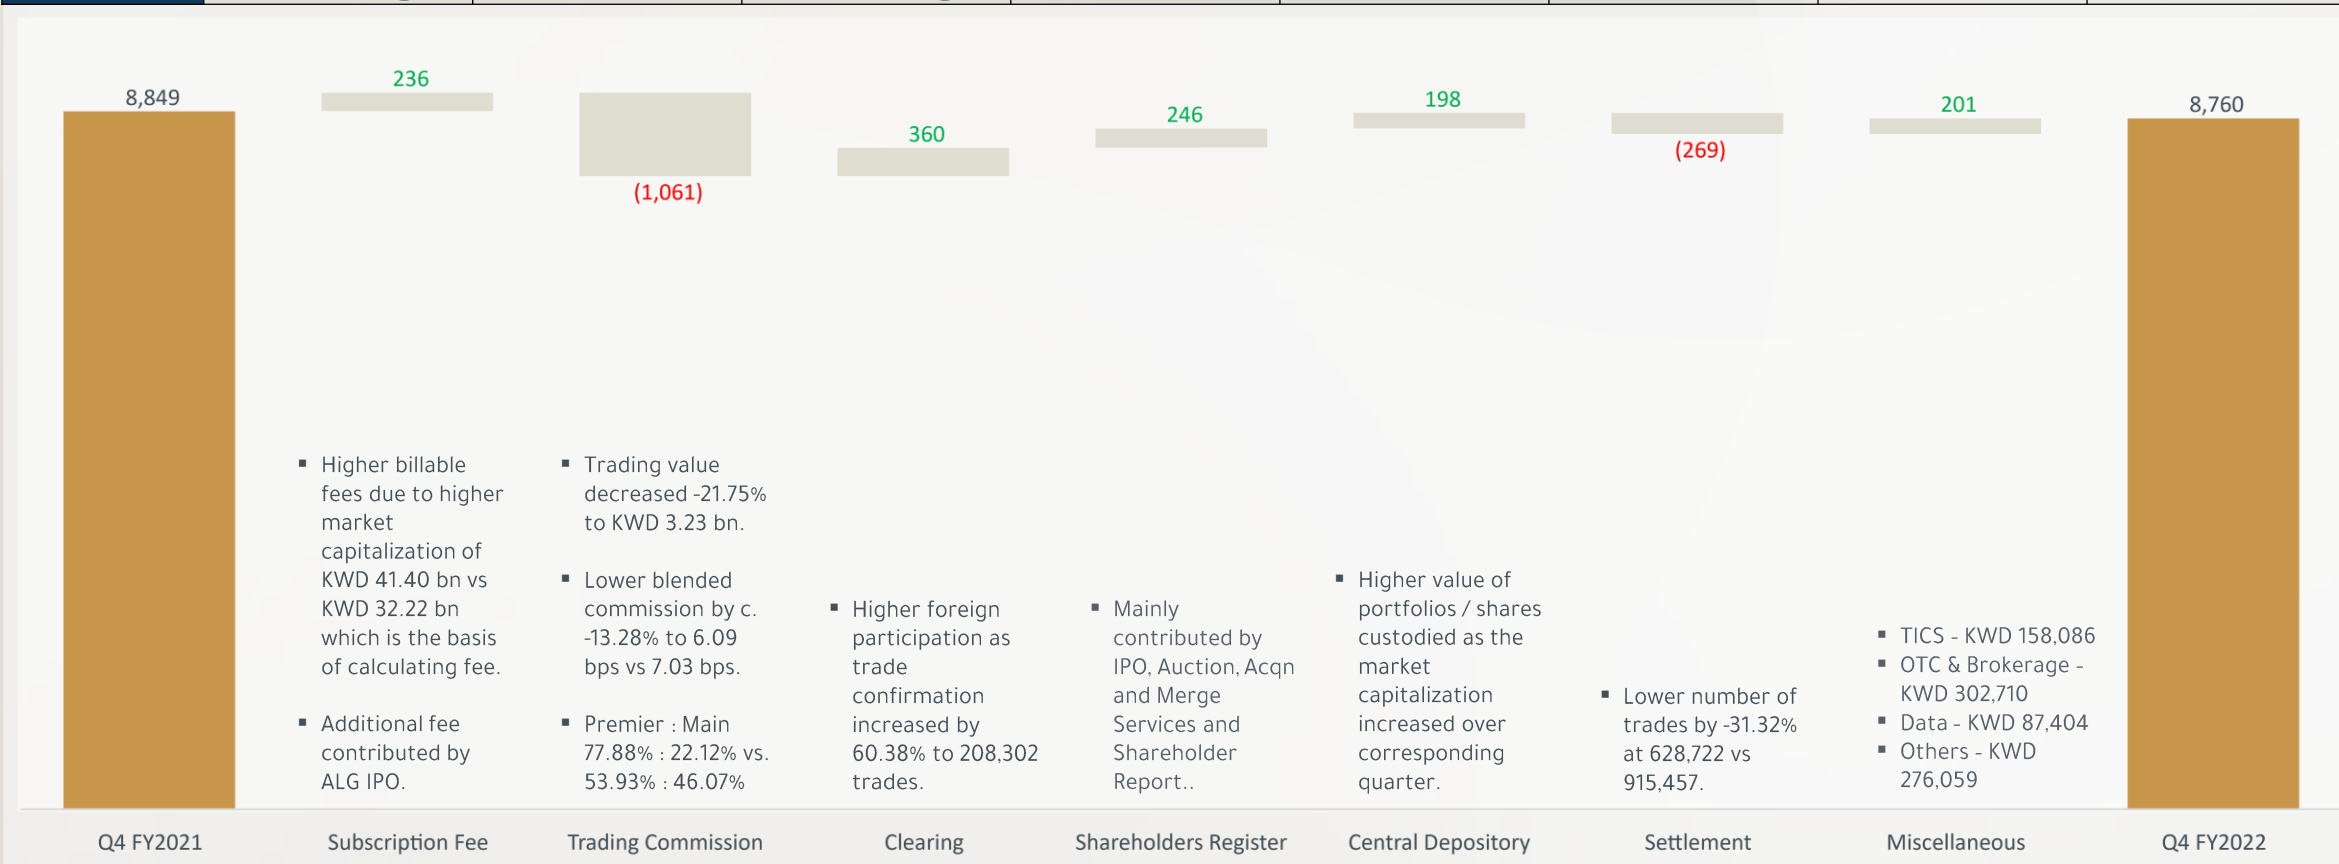 8,849
236
(1,061)
360
246
198
(269)
201
8,760
▪ Higher billable
fees due to higher
market
capitalization of
KWD 41.40 bn vs
KWD 32.22 bn
which is the basis
of calculating fee.
▪ Additional fee
contributed by
ALG IPO.
▪ Trading value
decreased -21.75%
to KWD 3.23 bn.
▪ Lower blended
commission by c.
-13.28% to 6.09
bps vs 7.03 bps.
▪ Premier : Main
77.88% : 22.12% vs.
53.93% : 46.07%
▪ Higher foreign
participation as
trade
confirmation
increased by
60.38% to 208,302
trades.
▪ Mainly
contributed by
IPO, Auction, Acqn
and Merge
Services and
Shareholder
Report..
▪ Higher value of
portfolios / shares
custodied as the
market
capitalization
increased over
corresponding
quarter.
▪ Lower number of
trades by -31.32%
at 628,722 vs
915,457.
▪ TICS - KWD 158,086
▪ OTC & Brokerage -
KWD 302,710
▪ Data - KWD 87,404
▪ Others - KWD
276,059
Q4 FY2021
Subscription Fee
Trading Commission
Clearing
Shareholders Register
Central Depository
Settlement
Miscellaneous
Q4 FY2022